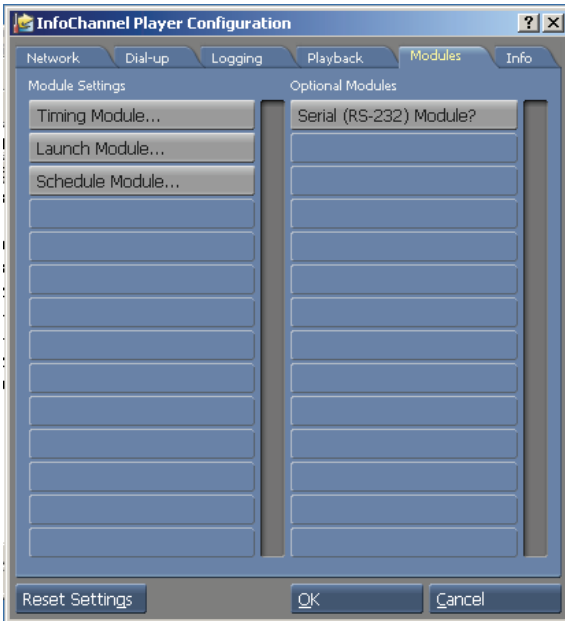 InfoChannel Player Configuration
Network Dial-up Logging Playback Modules Info
Module Settings Optional Modules
Timing Module... Serial (RS-232) Module?
Launch Module...
Schedule Module...
Reset Settings OK Cancel